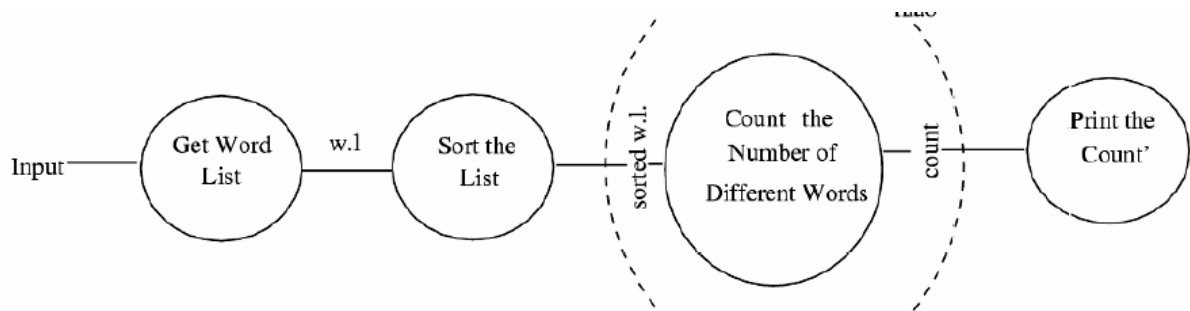 Input
Get Word
List
w.l
Sort the
List
sorted w.l.
Count the
Number of
Different Words
count
Print the
Count’